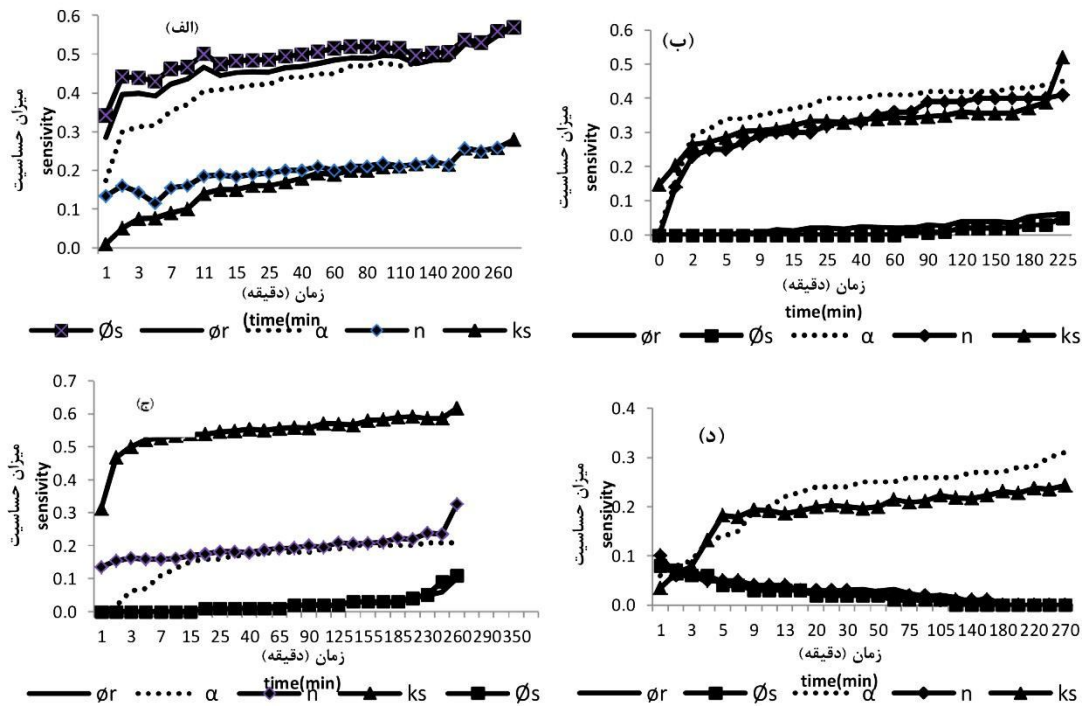 (الف)
میزان حساسیت
sensivity
0.6
0.5
0.4
0.3
0.2
0.1
0.0
1 3 7 11 15 25 40 60 80 110 140 200 260
زمان (دقیقه)
(time(min
Øs ør α n ks
(ب)
میزان حساسیت
sensivity
0.6
0.5
0.4
0.3
0.2
0.1
0.0
0 2 5 9 15 25 40 60 90 120 150 180 225
زمان (دقیقه)
time(min)
ør Øs α n ks
(ج)
میزان حساسیت
sensivity
0.7
0.6
0.5
0.4
0.3
0.2
0.1
0.0
1 3 7 15 25 40 65 90 125 155 185 230 260 290 350
زمان (دقیقه)
time(min)
ør α n ks Øs
(د)
میزان حساسیت
sensivity
0.4
0.3
0.2
0.1
0.0
1 3 5 9 13 20 30 50 75 105 140 180 220 270
زمان (دقیقه)
time(min)
ør Øs α n ks